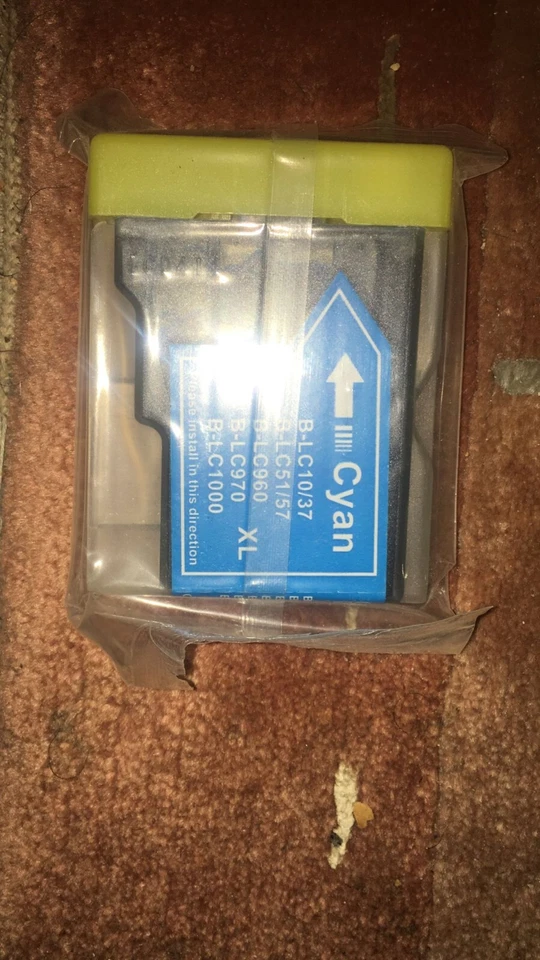 Cyan
XL
B-LC10/37
B-LC51/57
B-LC960
B-LC970
B-LC1000
Please install in this direction